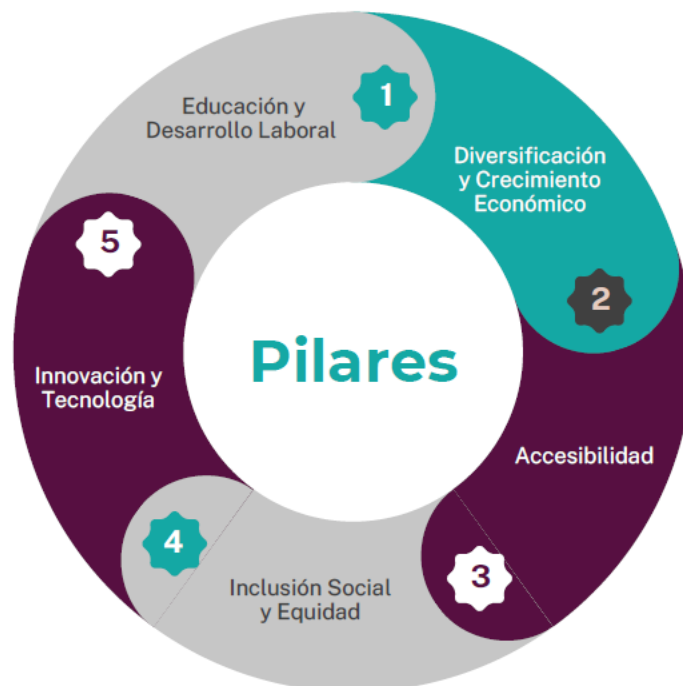 1
Educación y
Desarrollo Laboral
2
Diversificación
y Crecimiento
Económico
3
Accesibilidad
4
Inclusión Social
y Equidad
5
Innovación y
Tecnología
Pilares